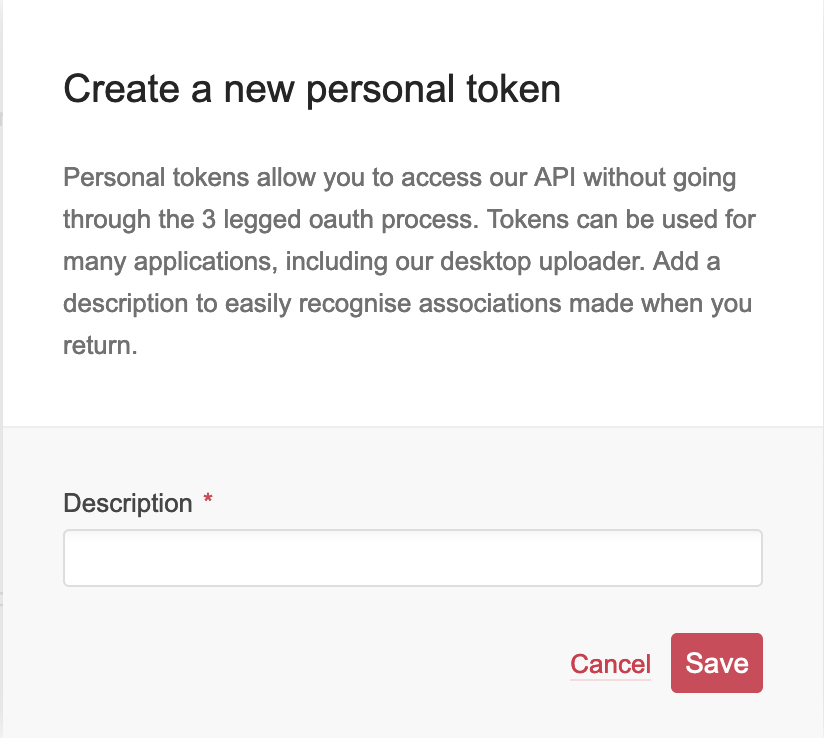 Create a new personal token
Personal tokens allow you to access our API without going
through the 3 legged oauth process. Tokens can be used for
many applications, including our desktop uploader. Add a
description to easily recognise associations made when you
return.
Description *
Cancel Save